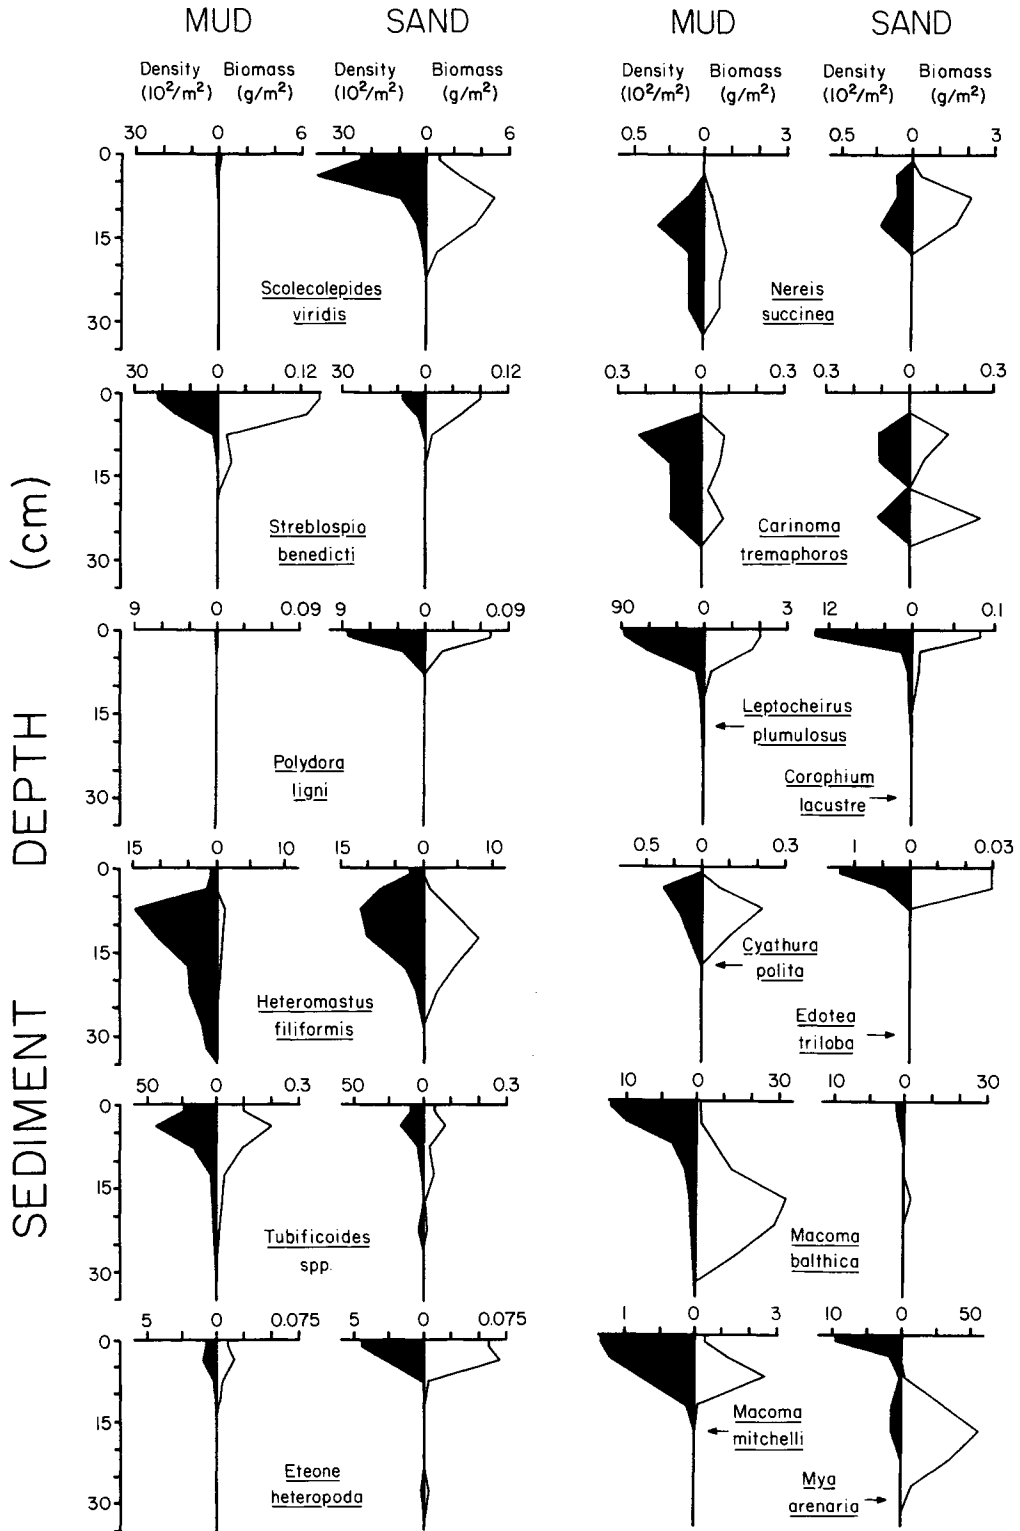 MUD SAND MUD SAND
Density Biomass Density Biomass Density Biomass Density Biomass
(10²/m²) (g/m²) (10²/m²) (g/m²) (10²/m²) (g/m²) (10²/m²) (g/m²)
30 0 6 30 0 6 0.5 0 3 0.5 0 3
0
15
30
Scolecolepides
viridis
Nereis
succinea
30 0 0.12 30 0 0.12 0.3 0 0.3 0.3 0 0.3
0
15
30
Streblospio
benedicti
Carinoma
tremaphoros
9 0 0.09 9 0 0.09 90 0 3 12 0 0.1
0
15
30
Polydora
ligni
Leptocheirus
plumulosus
Corophium
lacustre
15 0 10 15 0 10 0.5 0 0.3 1 0 0.03
0
15
30
Heteromastus
filiformis
Cyathura
polita
Edotea
triloba
50 0 0.3 50 0 0.3 10 0 30 10 0 30
0
15
30
Tubificoides
spp.
Macoma
balthica
5 0 0.075 5 0 0.075 1 0 3 10 0 50
0
15
30
Eteone
heteropoda
Macoma
mitchelli
Mya
arenaria
SEDIMENT DEPTH (cm)